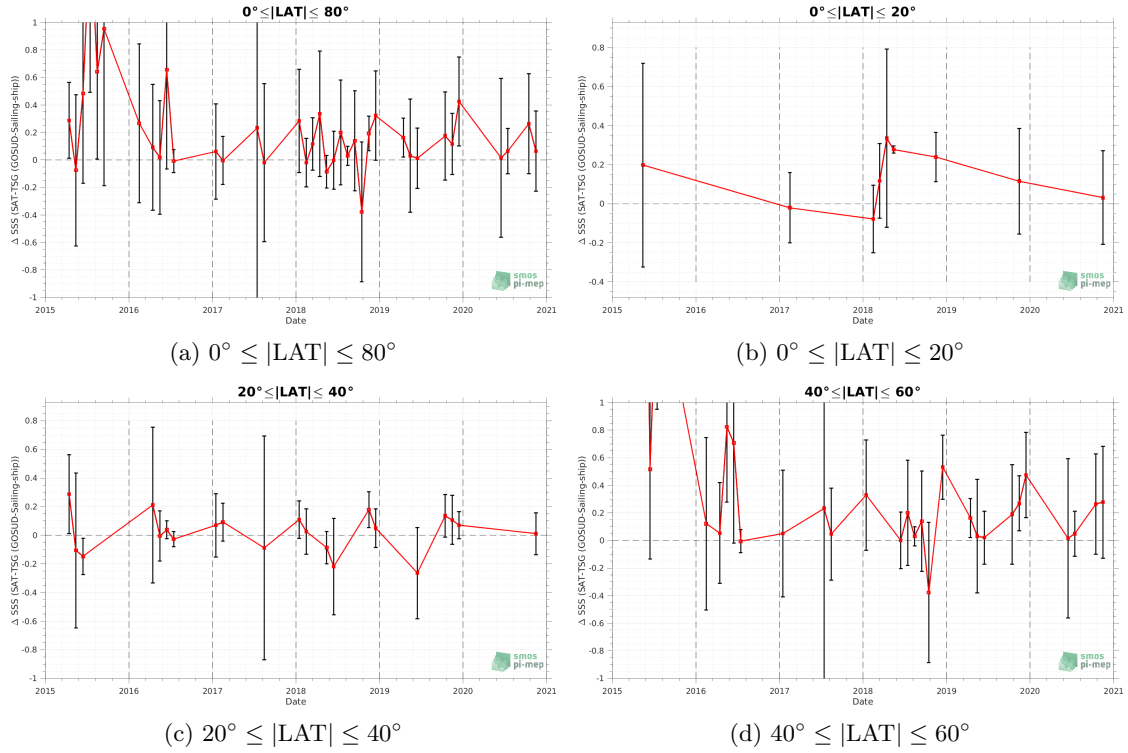 0°≤|LAT|≤ 80°
Δ SSS (SAT-TSG (GOSUD-Sailing-ship))
1
0.8
0.6
0.4
0.2
0
-0.2
-0.4
-0.6
-0.8
-1
2015 2016 2017 2018 2019 2020 2021
Date
smos
pi-mep
(a) 0° ≤ |LAT| ≤ 80°
0°≤|LAT|≤ 20°
Δ SSS (SAT-TSG (GOSUD-Sailing-ship))
0.8
0.6
0.4
0.2
0
-0.2
-0.4
2015 2016 2017 2018 2019 2020 2021
Date
smos
pi-mep
(b) 0° ≤ |LAT| ≤ 20°
20°≤|LAT|≤ 40°
Δ SSS (SAT-TSG (GOSUD-Sailing-ship))
0.8
0.6
0.4
0.2
0
-0.2
-0.4
-0.6
-0.8
-1
2015 2016 2017 2018 2019 2020 2021
Date
smos
pi-mep
(c) 20° ≤ |LAT| ≤ 40°
40°≤|LAT|≤ 60°
Δ SSS (SAT-TSG (GOSUD-Sailing-ship))
1
0.8
0.6
0.4
0.2
0
-0.2
-0.4
-0.6
-0.8
-1
2015 2016 2017 2018 2019 2020 2021
Date
smos
pi-mep
(d) 40° ≤ |LAT| ≤ 60°